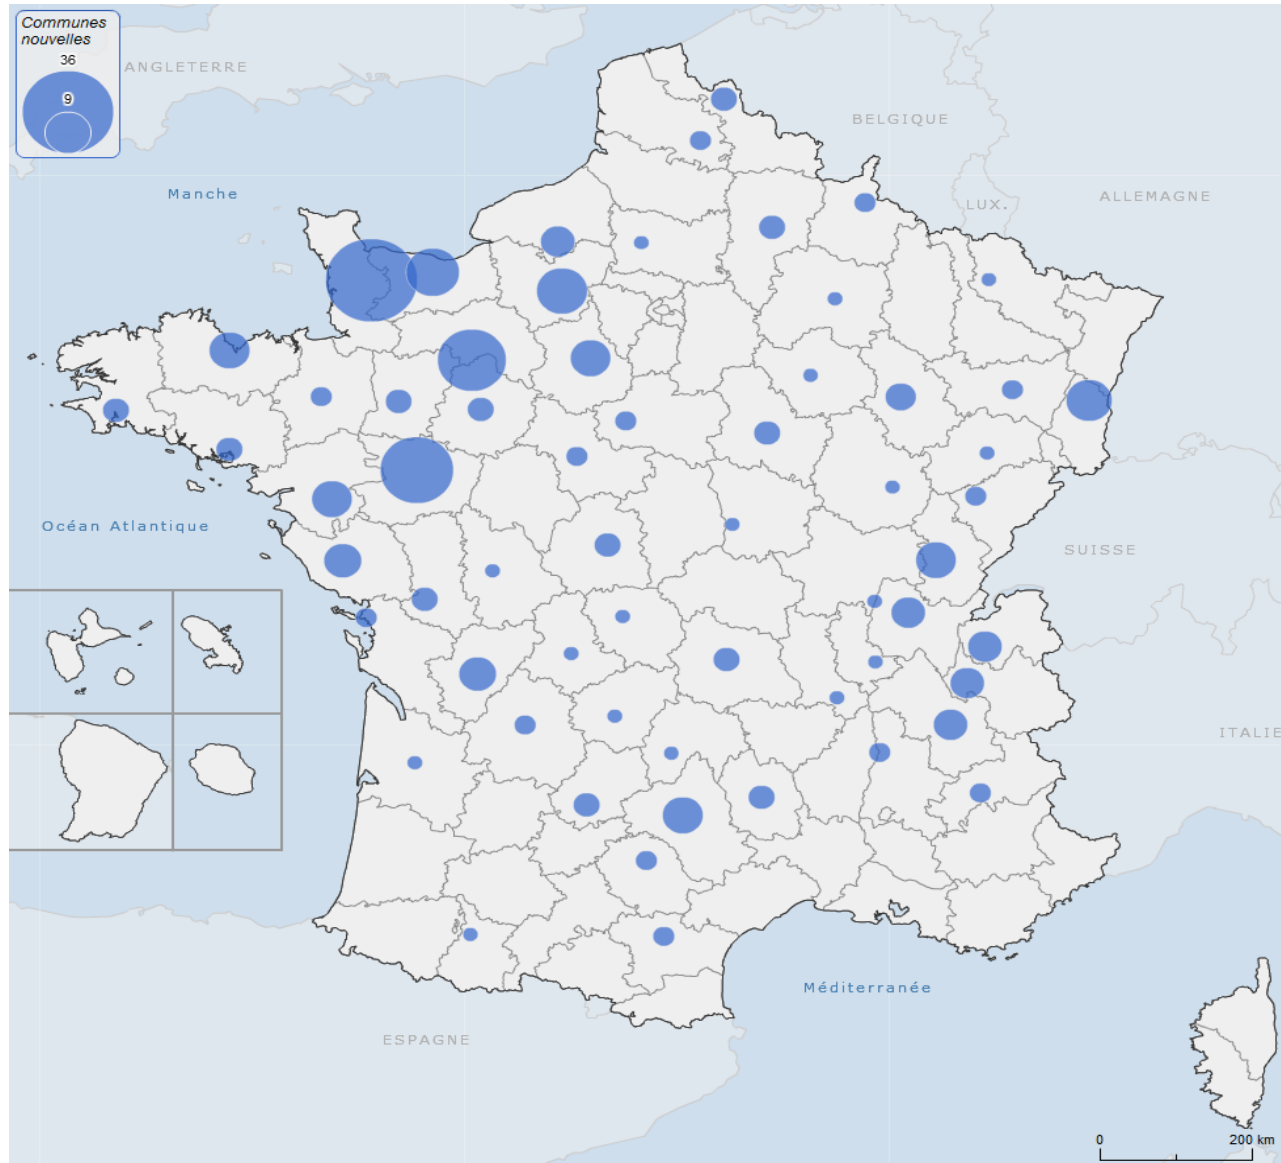 Communes
nouvelles
36
9
ANGLETERRE
BELGIQUE
Manche
ALLEMAGNE
LUX.
Océan Atlantique
SUISSE
ITALIE
Méditerranée
ESPAGNE
0 200 km